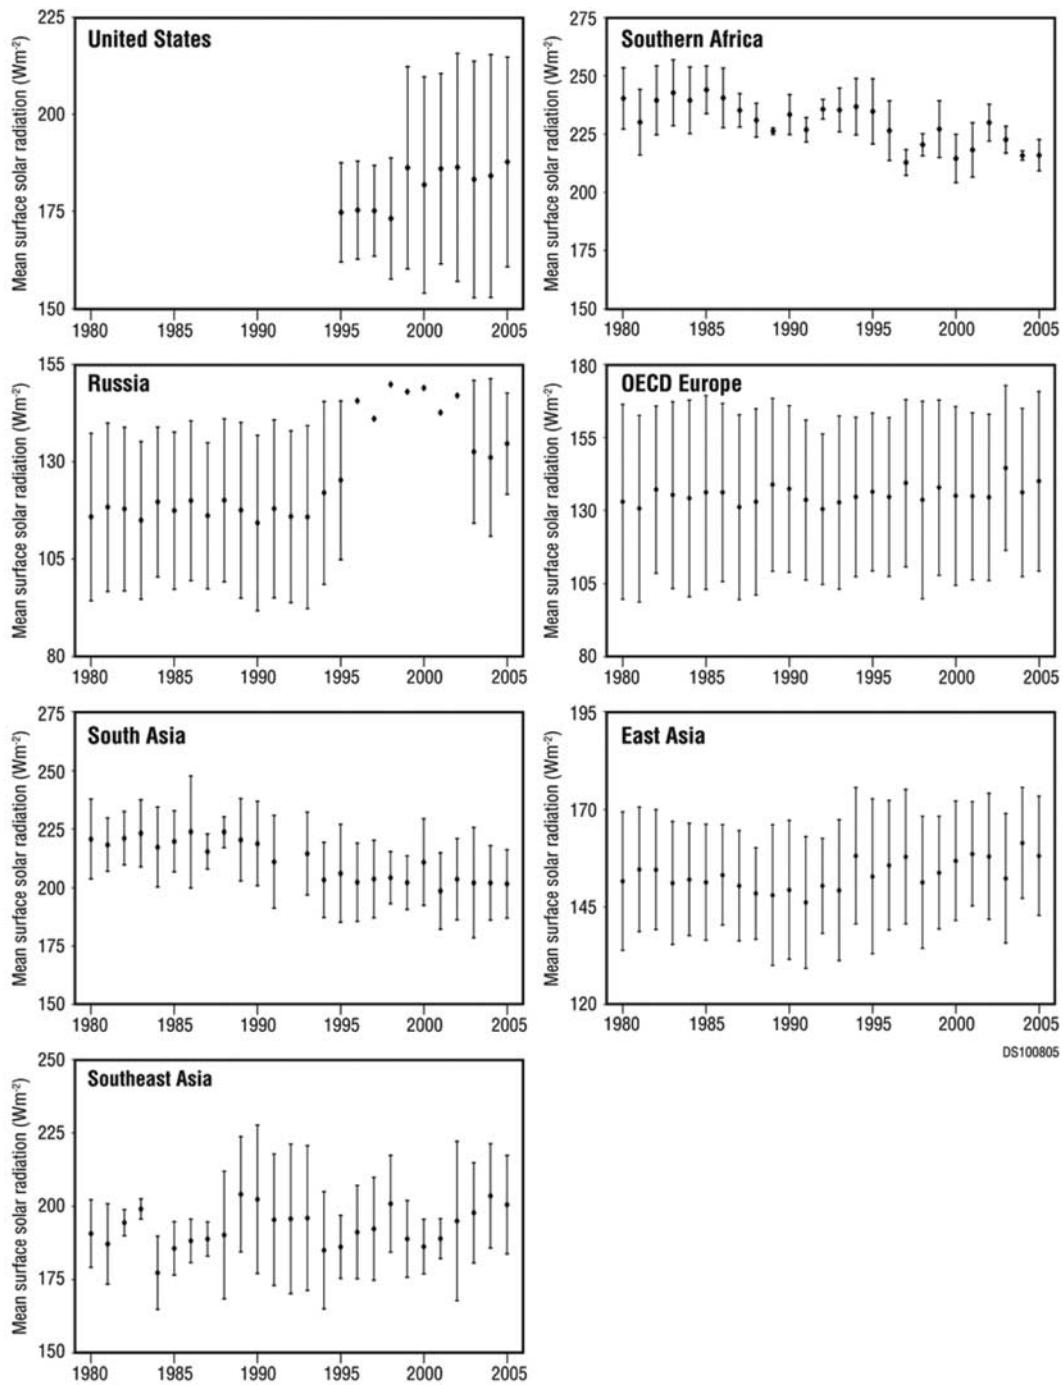 United States
Mean surface solar radiation (Wm-2)
225
200
175
150
1980 1985 1990 1995 2000 2005
Southern Africa
Mean surface solar radiation (Wm-2)
275
250
225
200
175
150
1980 1985 1990 1995 2000 2005
Russia
Mean surface solar radiation (Wm-2)
155
130
105
80
1980 1985 1990 1995 2000 2005
OECD Europe
Mean surface solar radiation (Wm-2)
180
155
130
105
80
1980 1985 1990 1995 2000 2005
South Asia
Mean surface solar radiation (Wm-2)
275
250
225
200
175
150
1980 1985 1990 1995 2000 2005
East Asia
Mean surface solar radiation (Wm-2)
195
170
145
120
1980 1985 1990 1995 2000 2005
DS100805
Southeast Asia
Mean surface solar radiation (Wm-2)
250
225
200
175
150
1980 1985 1990 1995 2000 2005